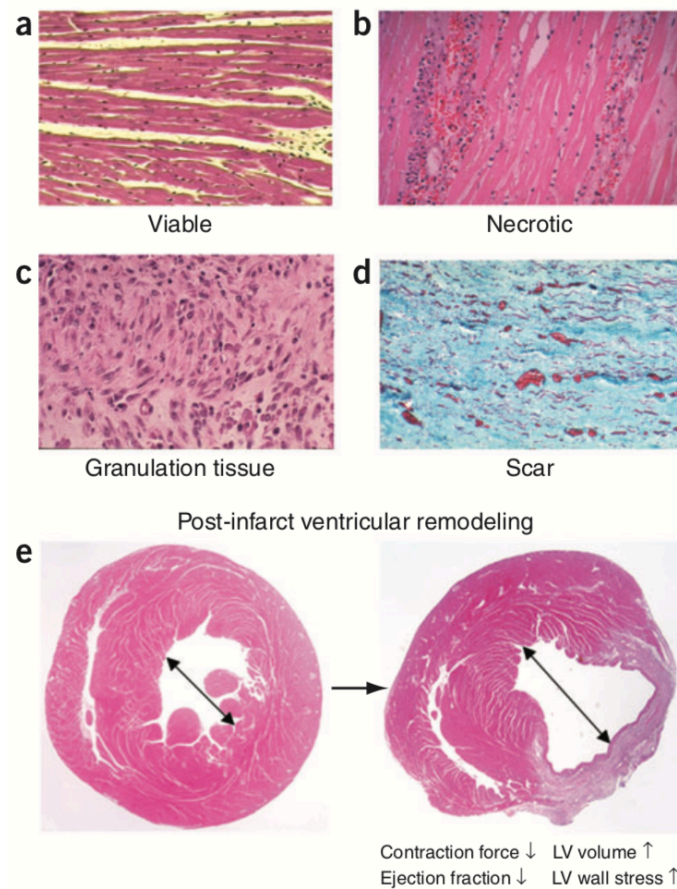 a
b
Viable
Necrotic
c
d
Granulation tissue
Scar
Post-infarct ventricular remodeling
e
Contraction force ↓ LV volume ↑
Ejection fraction ↓ LV wall stress ↑